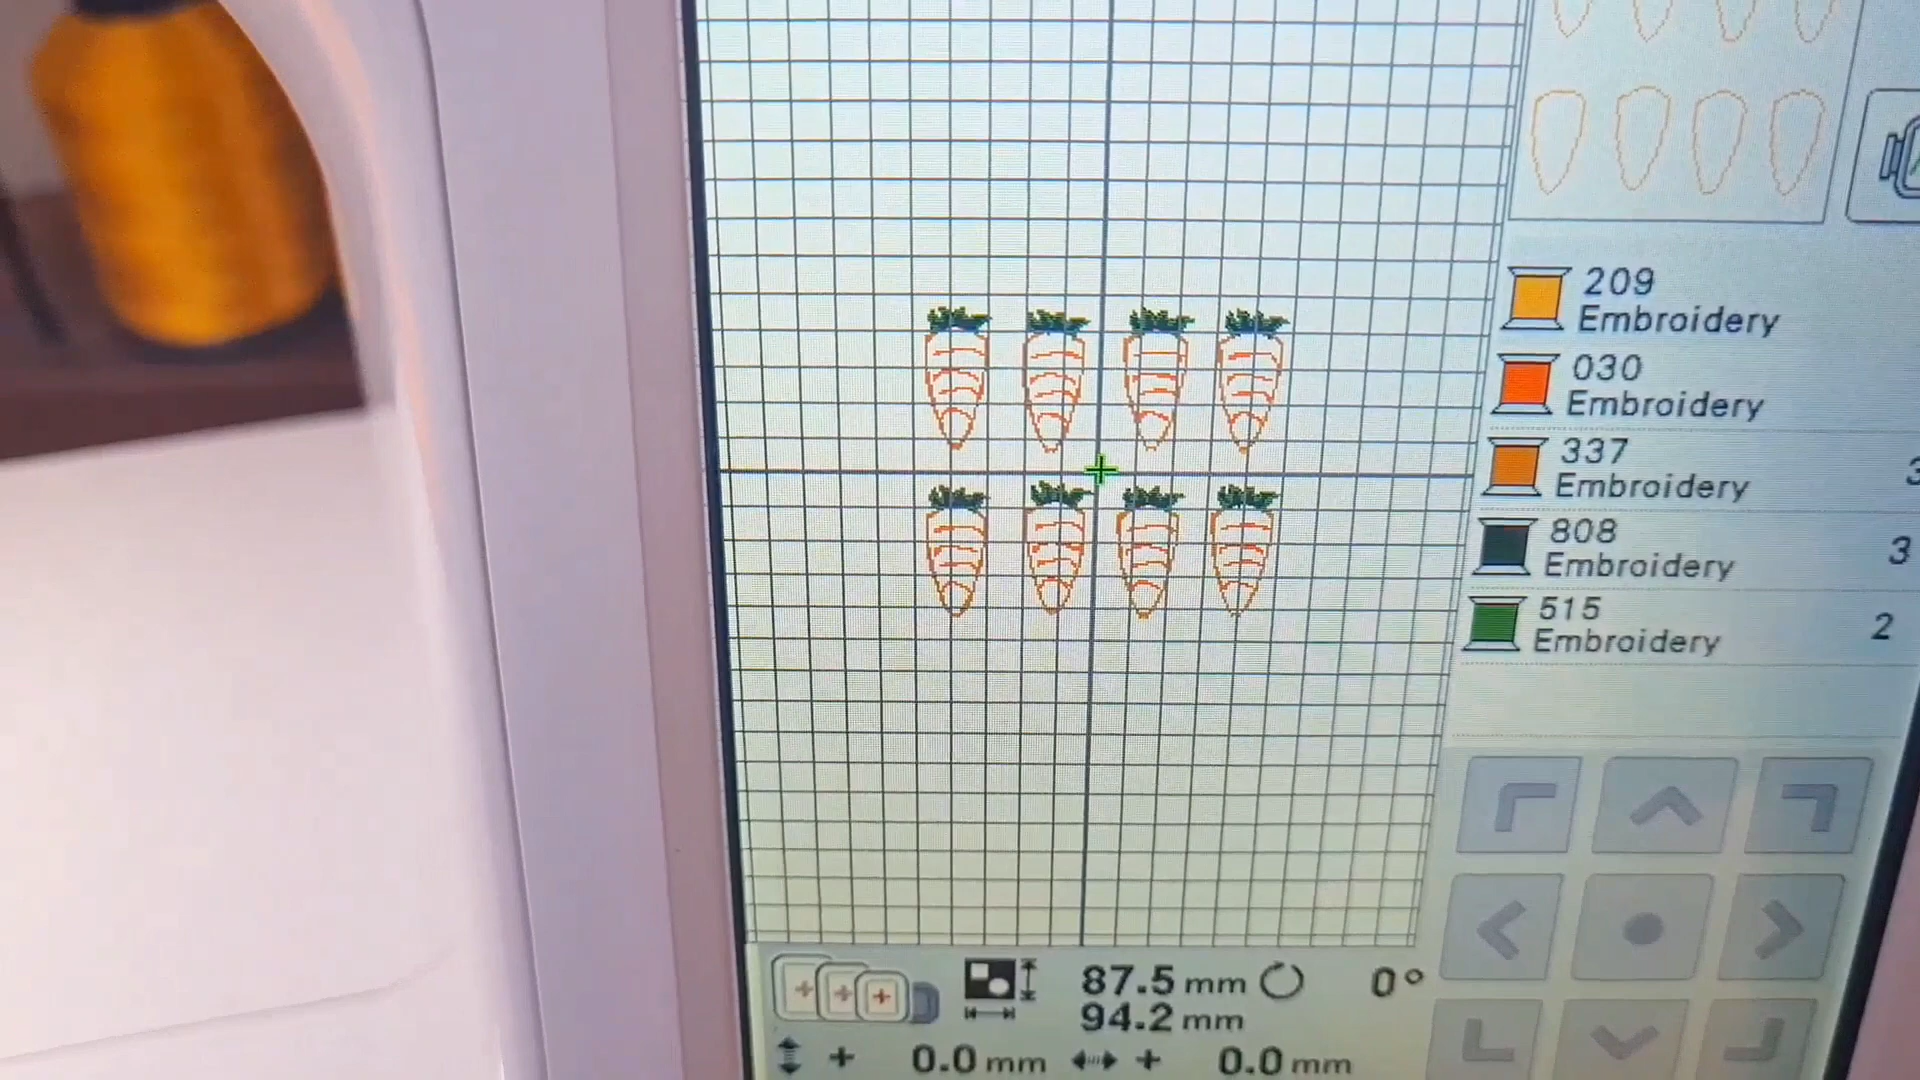 209
Embroidery
030
Embroidery
337
Embroidery
808
Embroidery 3
515
Embroidery 2
87.5 mm 0°
94.2 mm
+ 0.0 mm + 0.0 mm